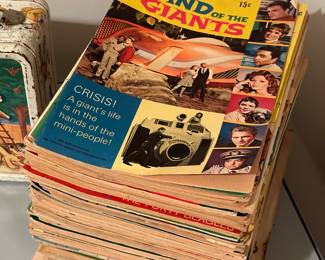 LAND OF THE
GIANTS
15¢
CRISIS!
A giant's life
is in the
hands of the
mini-people!